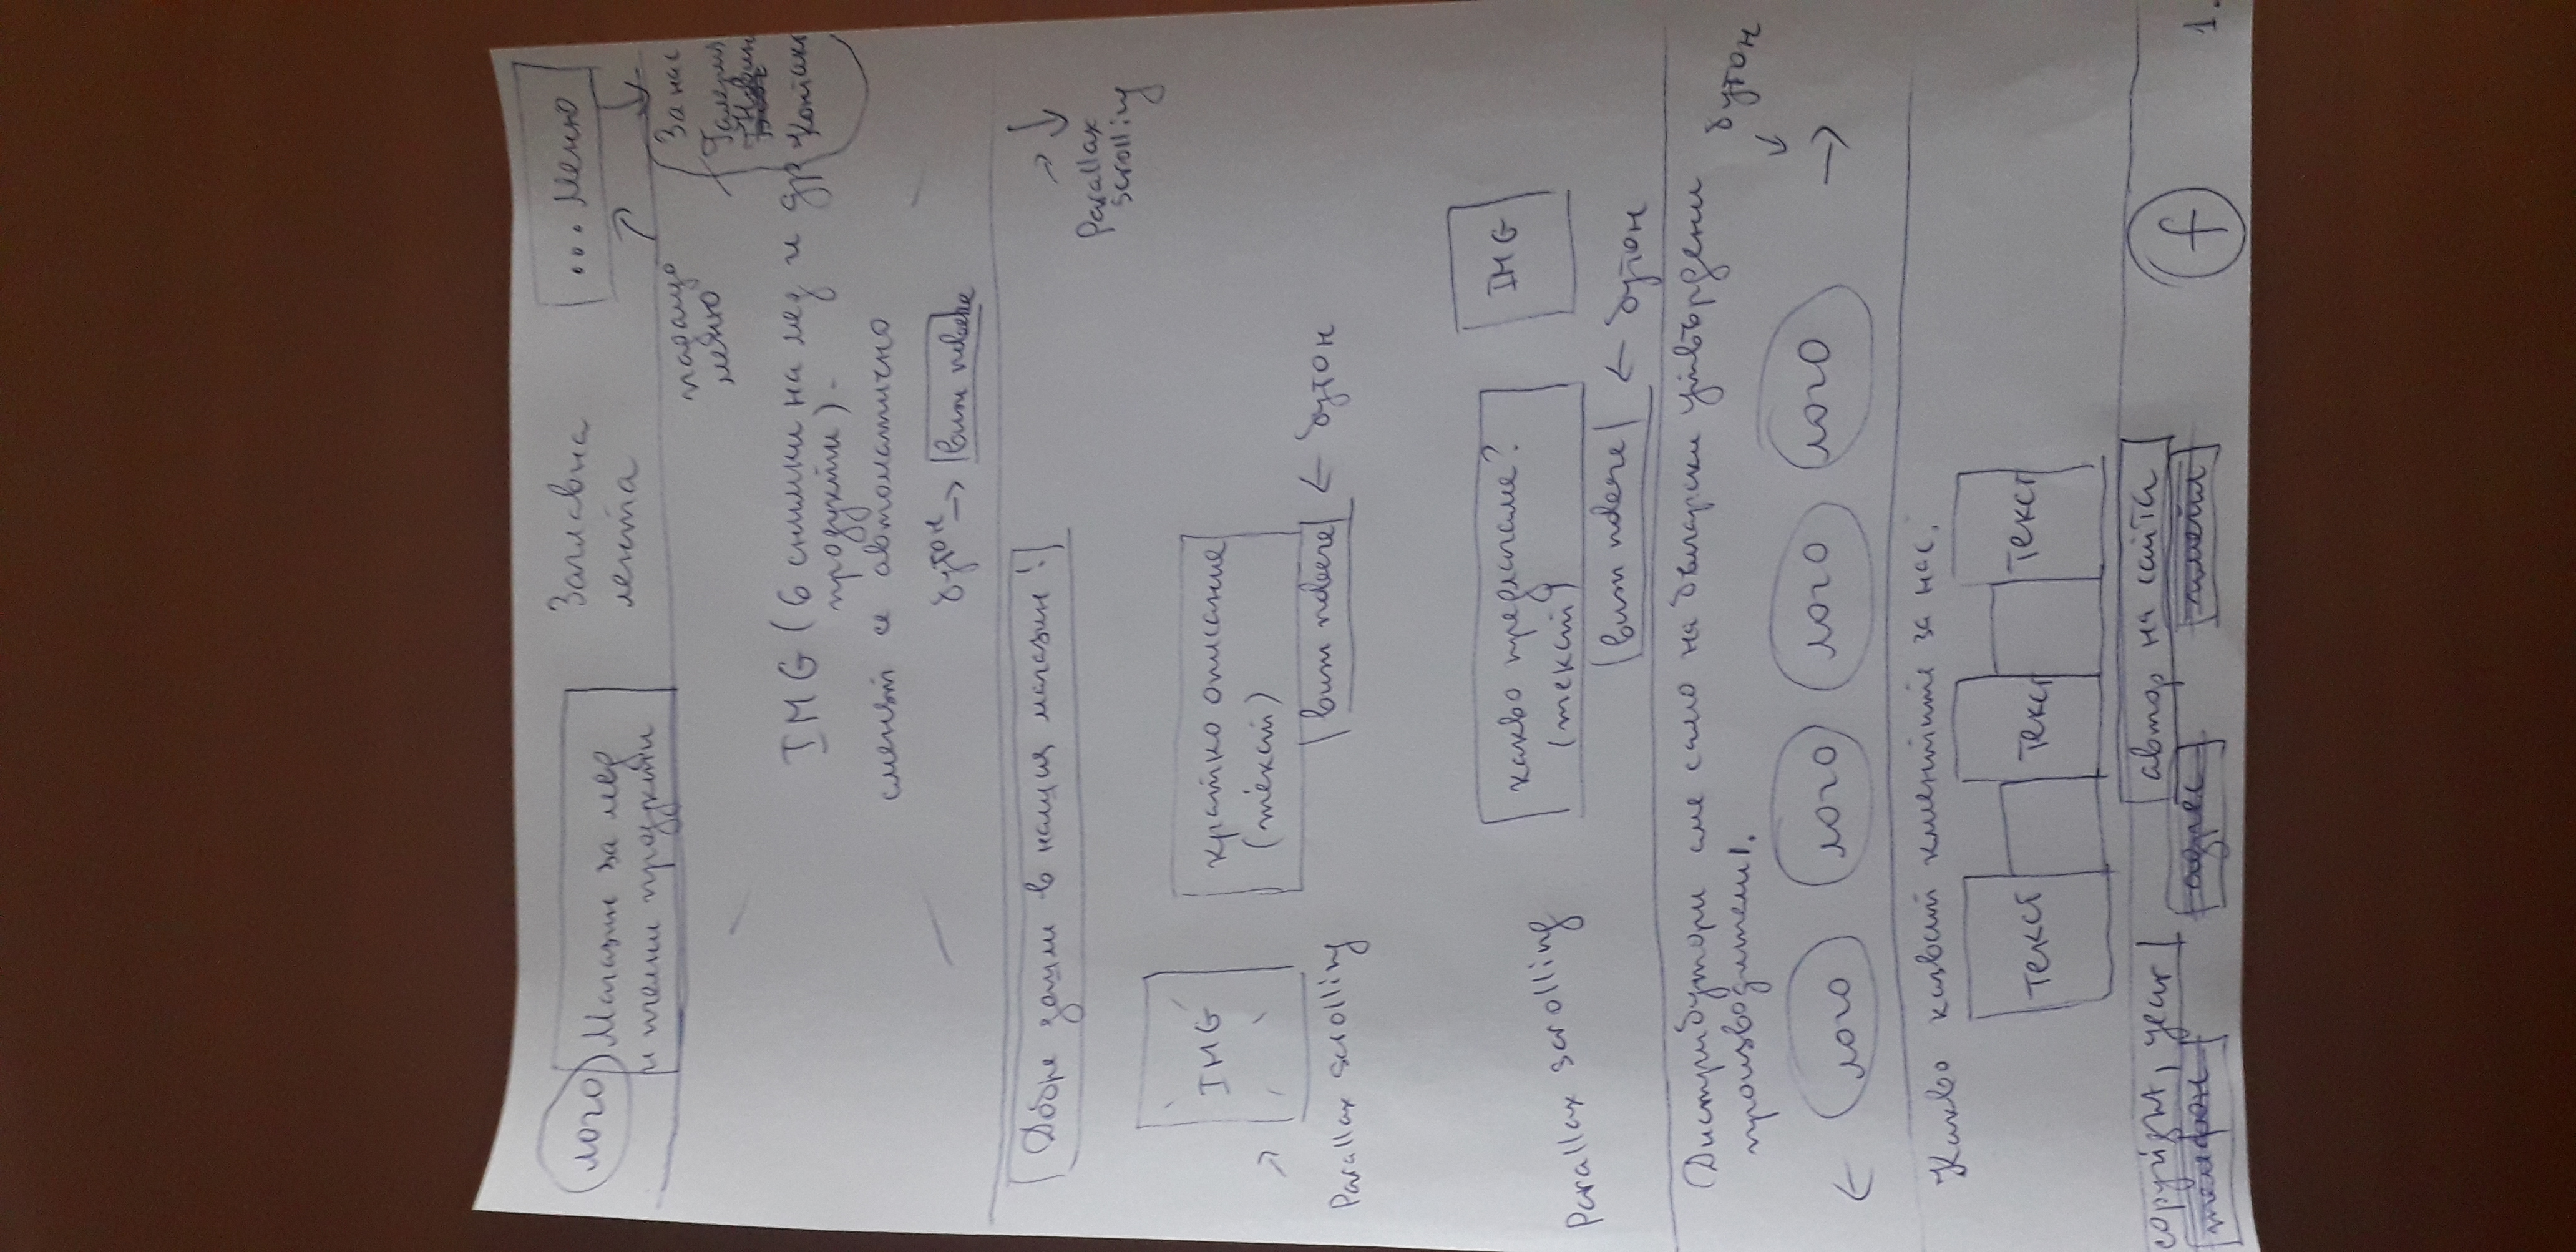 лого
Магазин за мед
и пчелни продукти
Заглавна
лента
... Меню
падащо
меню
За нас
Галерия
Контакт
IMG (6 снимки на мед и др
продукти) -
сменят се автоматично
бутон → виж повече
Добре дошли в нашия магазин!
Parallax
scrolling
IMG
кратко описание
(текст)
Parallax scrolling
виж повече ← бутон
какво предлагаме?
(текст)
IMG
Parallax scrolling
виж повече ← бутон
Дистрибутори сме само на български утвърдени
производители.
бутон
← лого лого лого лого →
Какво казват клиентите за нас.
текст текст текст
copyright, year
автор на сайта
телефон адрес имейл
f
1.